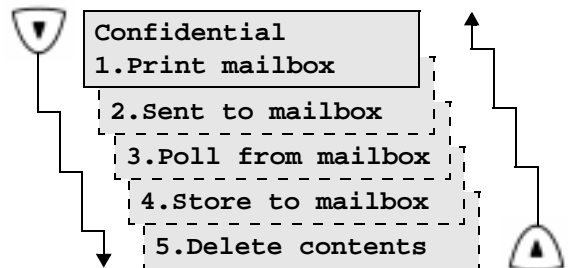 Confidential
1.Print mailbox
2.Sent to mailbox
3.Poll from mailbox
4.Store to mailbox
5.Delete contents